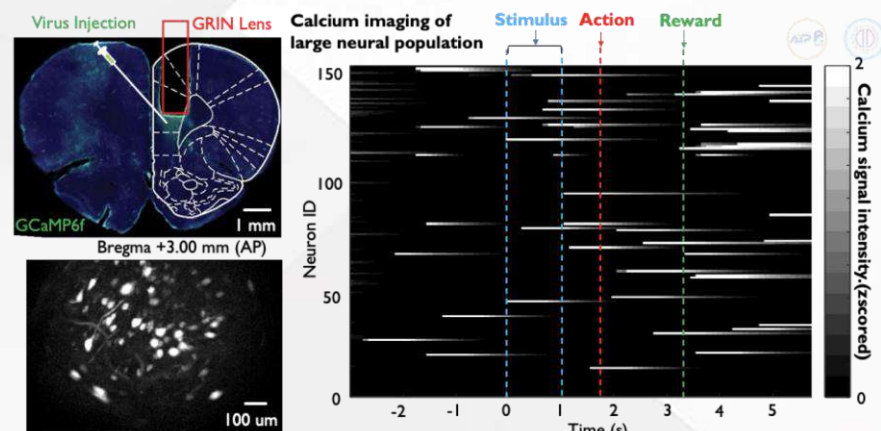 Virus Injection
GRIN Lens
GCaMP6f
1 mm
Bregma +3.00 mm (AP)
100 um
Calcium imaging of
large neural population
Stimulus
Action
Reward
150
100
50
0
Neuron ID
-2 -1 0 1 2 3 4 5
Time (s)
2
0
Calcium signal intensity.(zscored)